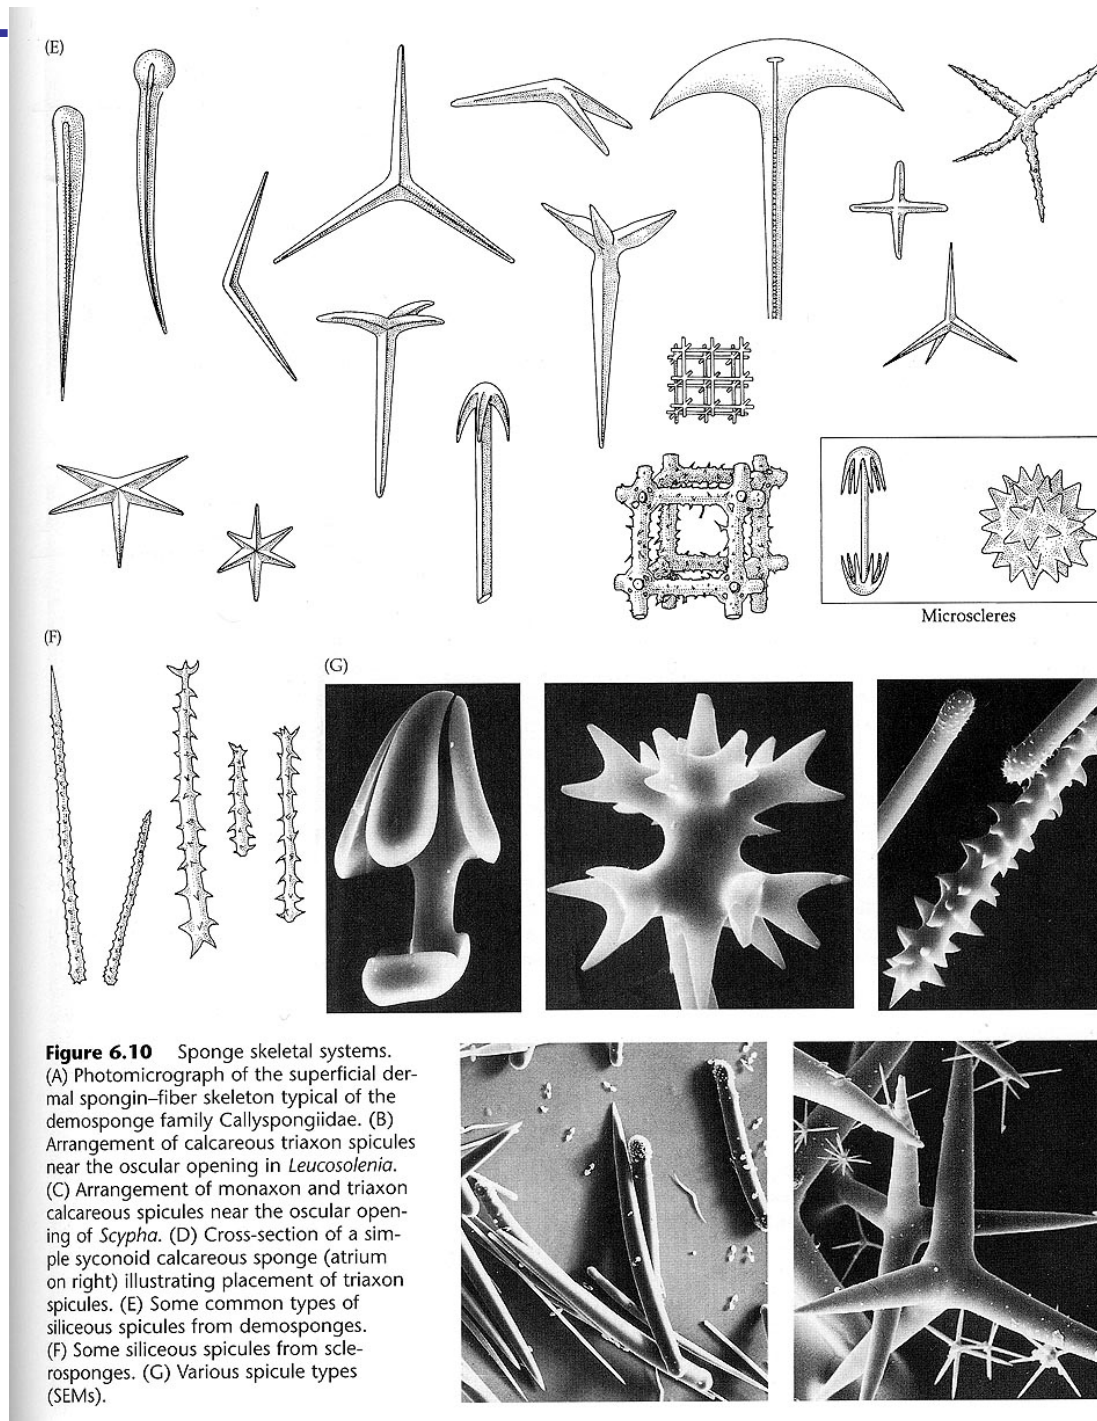 (E)
Microscleres
(F)
(G)
Figure 6.10 Sponge skeletal systems.
(A) Photomicrograph of the superficial der-
mal spongin–fiber skeleton typical of the
demosponge family Callyspongiidae. (B)
Arrangement of calcareous triaxon spicules
near the oscular opening in Leucosolenia.
(C) Arrangement of monaxon and triaxon
calcareous spicules near the oscular open-
ing of Scypha. (D) Cross-section of a sim-
ple syconoid calcareous sponge (atrium
on right) illustrating placement of triaxon
spicules. (E) Some common types of
siliceous spicules from demosponges.
(F) Some siliceous spicules from scle-
rosponges. (G) Various spicule types
(SEMs).